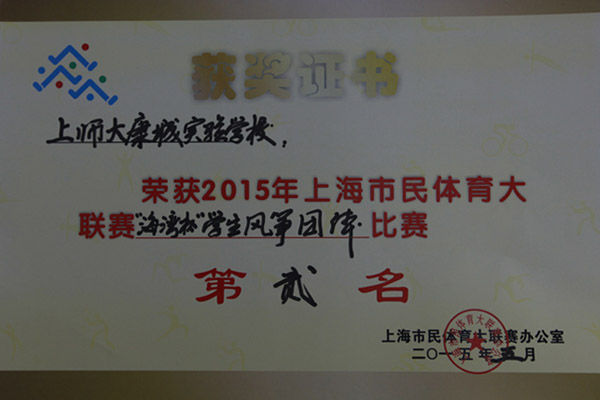 获奖证书
上师大康城实验学校，
荣获2015年上海市民体育大
联赛“海湾杯”学生风筝团体比赛
第贰名
上海市民体育大联赛办公室
二〇一五年五月